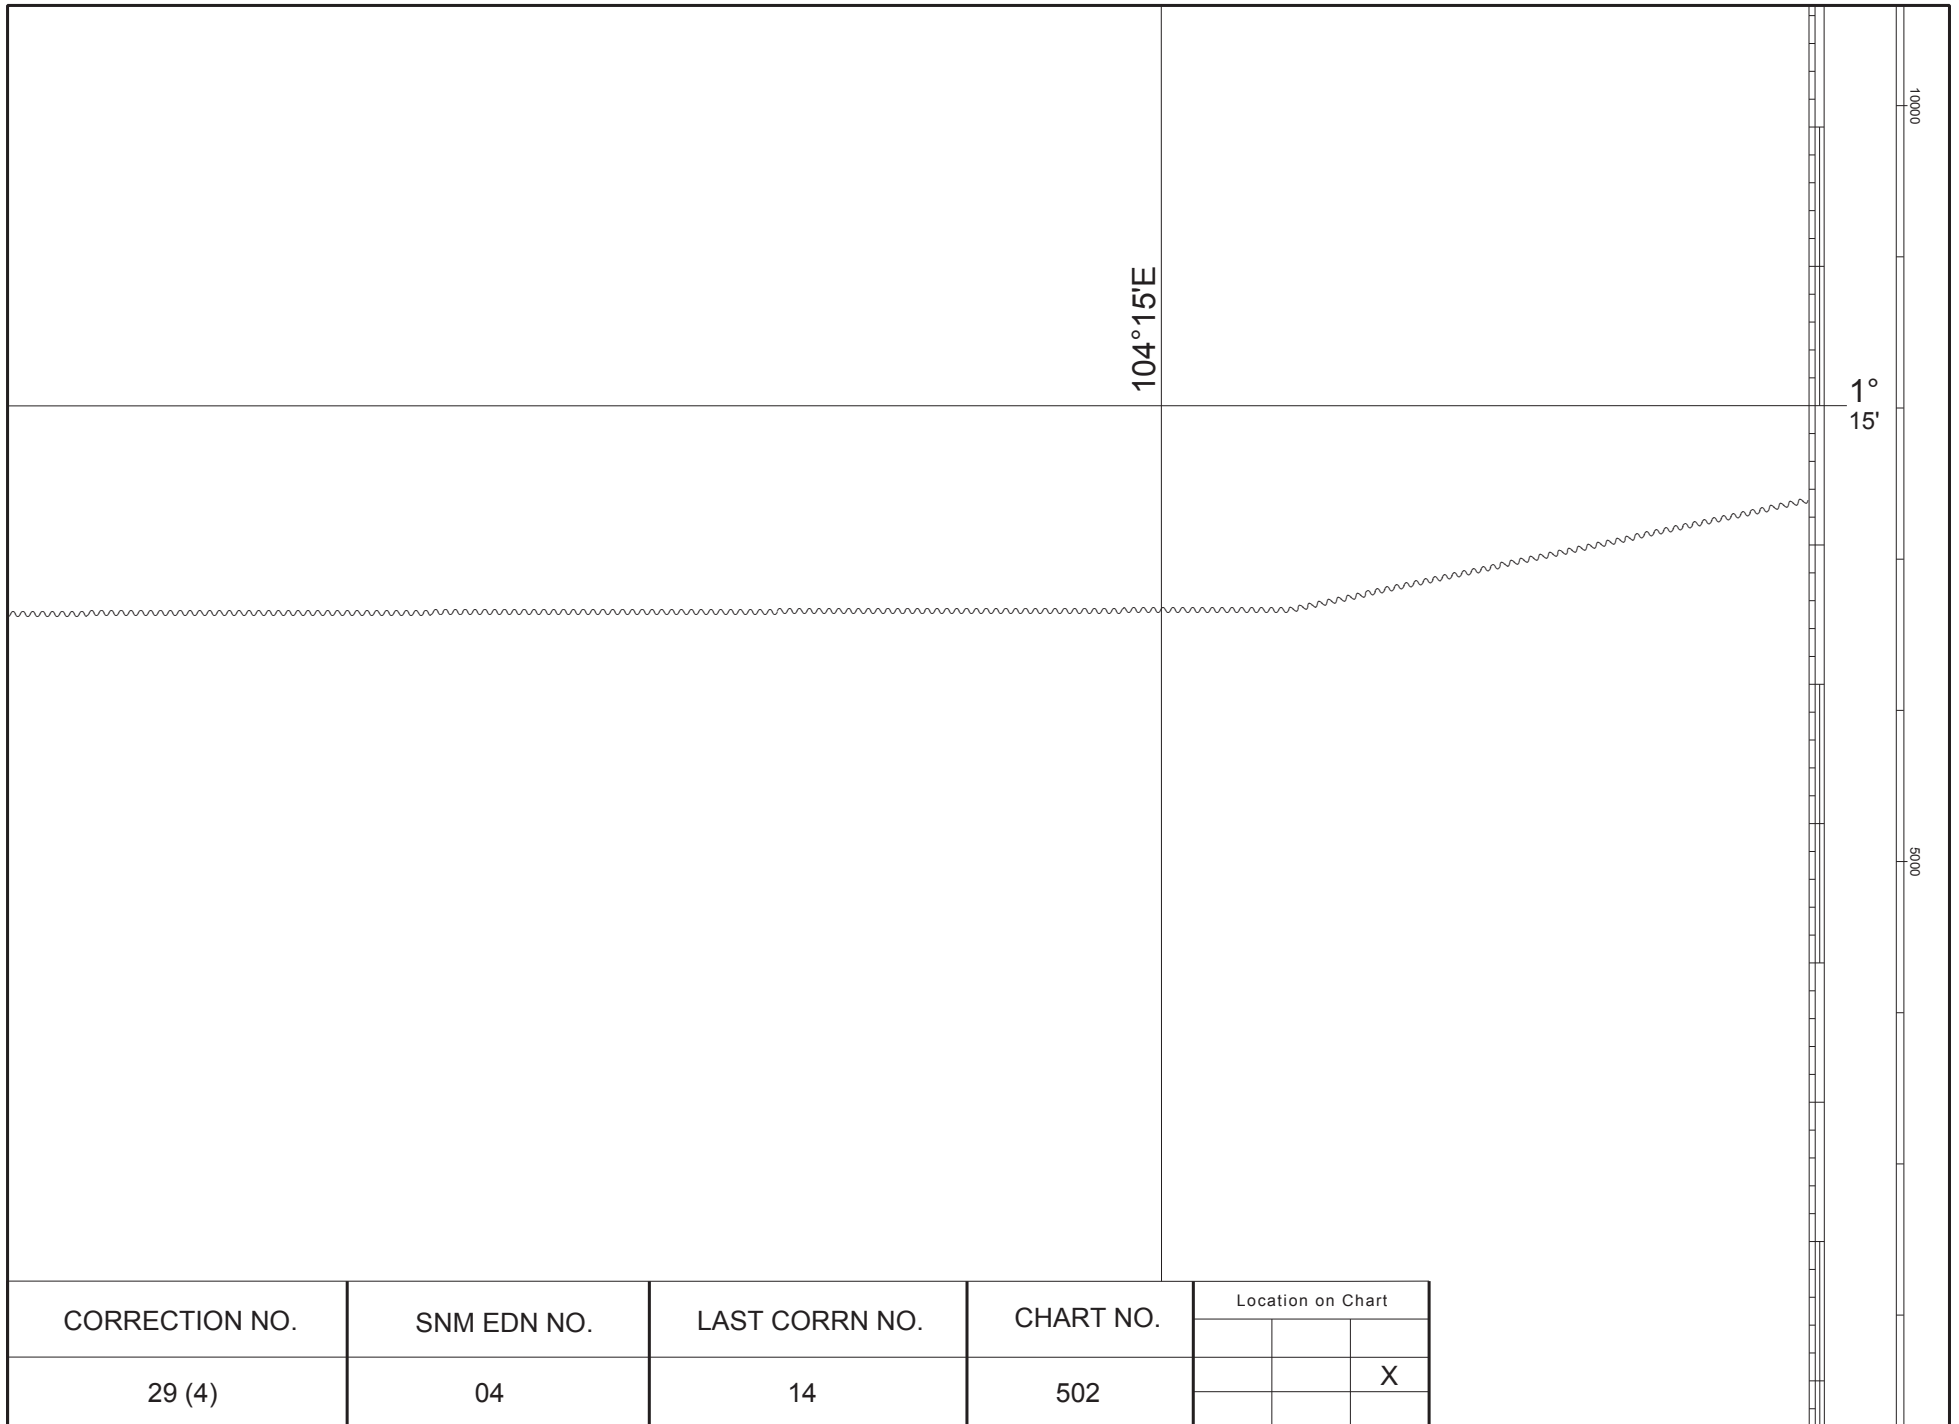 10000
104°15'E
1°
15'
5000
CORRECTION NO.
SNM EDN NO.
LAST CORRN NO.
CHART NO.
Location on Chart
29 (4)
04
14
502
X